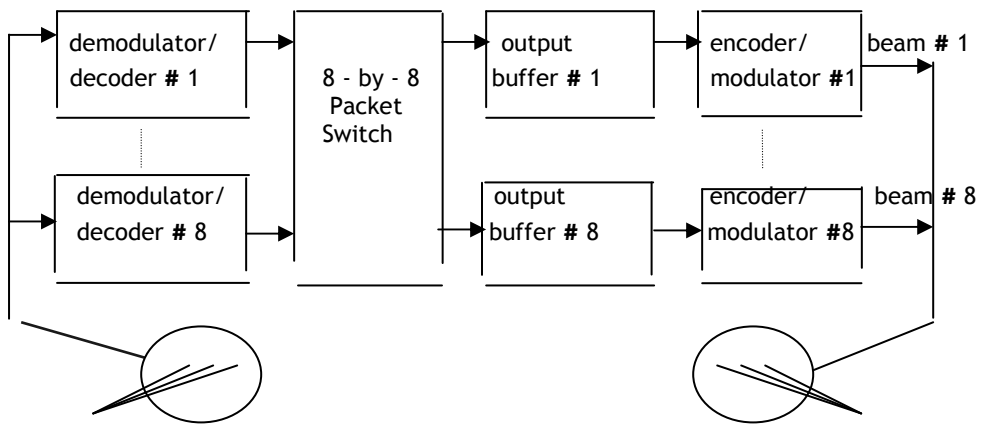 demodulator/
decoder # 1
8 - by - 8
Packet
Switch
output
buffer # 1
encoder/
modulator #1
beam # 1
demodulator/
decoder # 8
output
buffer # 8
encoder/
modulator #8
beam # 8